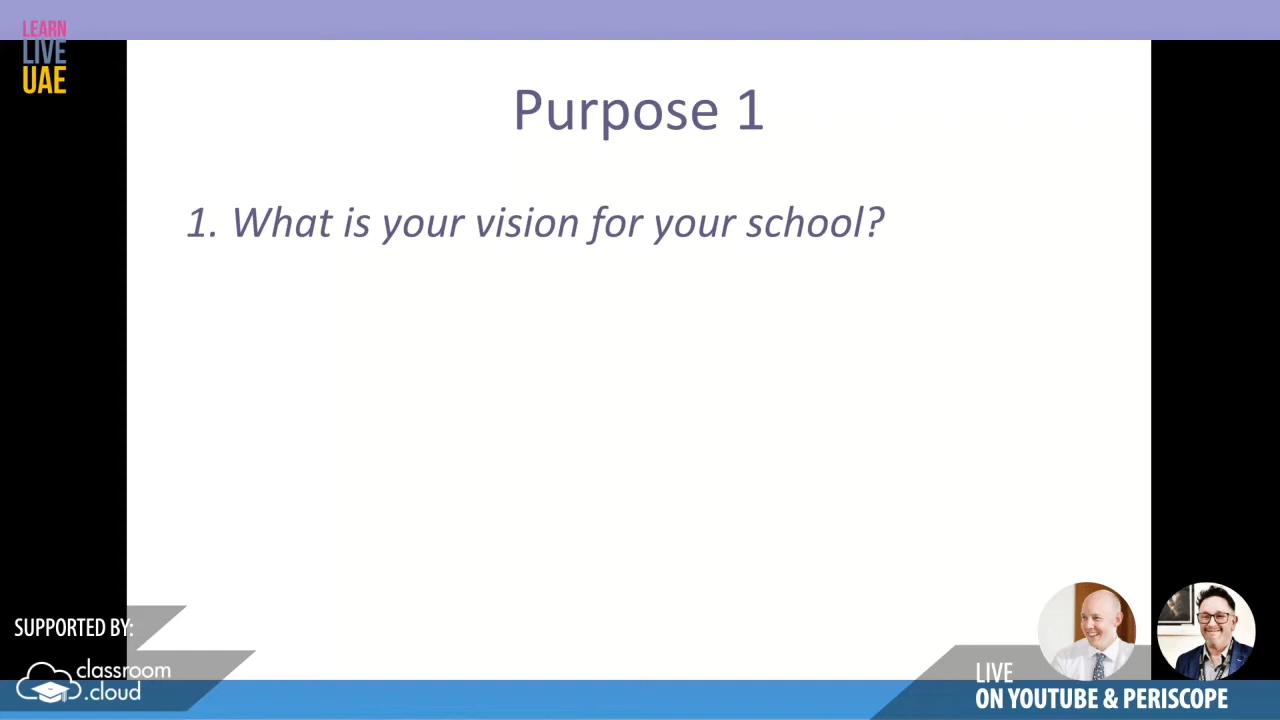 LEARN
LIVE
UAE
Purpose 1
1. What is your vision for your school?
SUPPORTED BY:
classroom
.cloud
LIVE
ON YOUTUBE & PERISCOPE